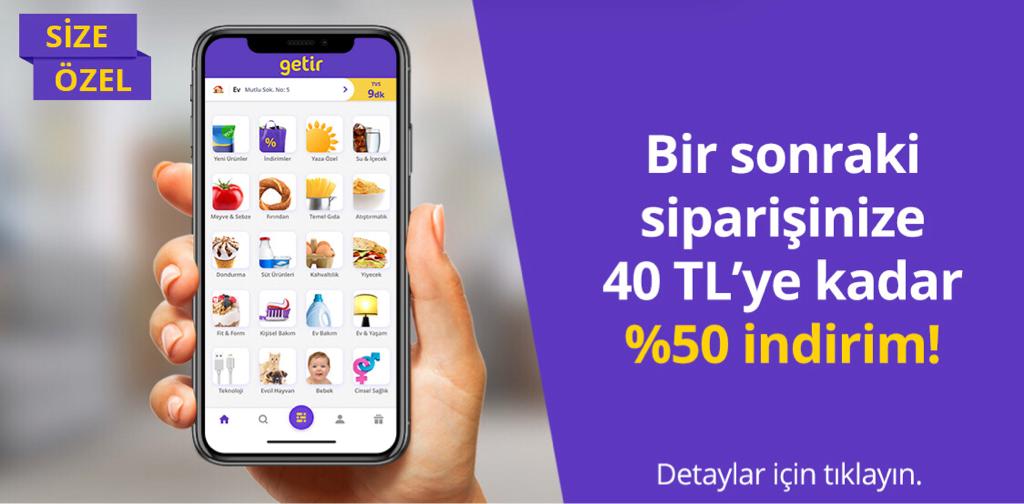 SİZE
ÖZEL
getir
Ev Mutlu Sok. No: 5
TVS
9dk
%
Yeni Ürünler İndirimler Yaza Özel Su & İçecek
Meyve & Sebze Fırından Temel Gıda Atıştırmalık
Dondurma Süt Ürünleri Kahvaltılık Yiyecek
Fit & Form Kişisel Bakım Ev Bakım Ev & Yaşam
Teknoloji Evcil Hayvan Bebek Cinsel Sağlık
Bir sonraki
siparişinize
40 TL’ye kadar
%50 indirim!
Detaylar için tıklayın.